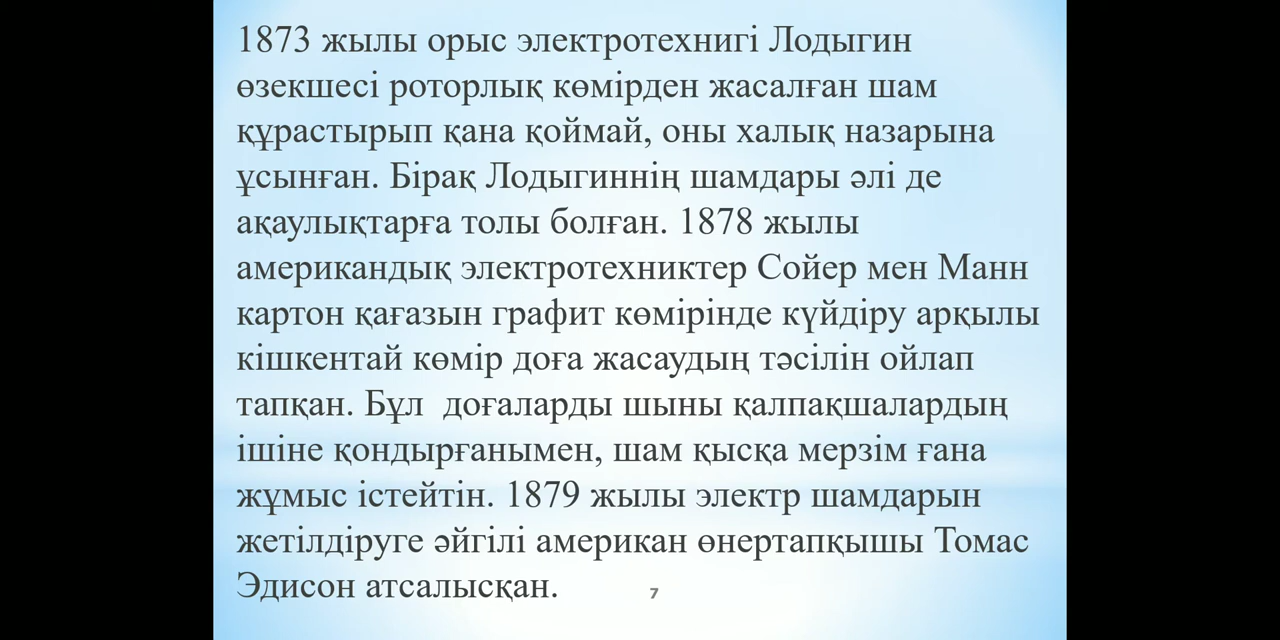 1873 жылы орыс электротехнигі Лодыгин
өзекшесі роторлық көмірден жасалған шам
құрастырып қана қоймай, оны халық назарына
ұсынған. Бірақ Лодыгиннің шамдары әлі де
ақаулықтарға толы болған. 1878 жылы
американдық электротехниктер Сойер мен Манн
картон қағазын графит көмірінде күйдіру арқылы
кішкентай көмір доға жасаудың тәсілін ойлап
тапқан. Бұл  доғаларды шыны қалпақшалардың
ішіне қондырғанымен, шам қысқа мерзім ғана
жұмыс істейтін. 1879 жылы электр шамдарын
жетілдіруге әйгілі американ өнертапқышы Томас
Эдисон атсалысқан.
7